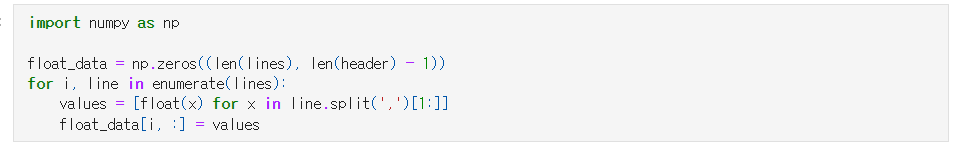 import numpy as np

float_data = np.zeros((len(lines), len(header) - 1))
for i, line in enumerate(lines):
    values = [float(x) for x in line.split(',')[1:]]
    float_data[i, :] = values